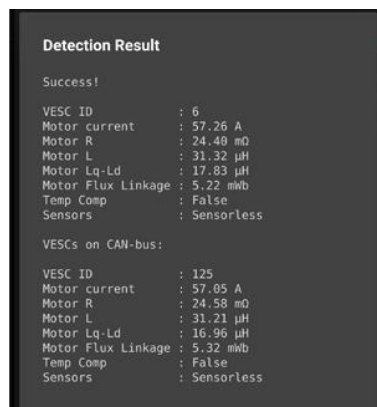 Detection Result
Success!
VESC ID : 6
Motor current : 57.26 A
Motor R : 24.40 mΩ
Motor L : 31.32 µH
Motor Lq-Ld : 17.83 µH
Motor Flux Linkage : 5.22 mWb
Temp Comp : False
Sensors : Sensorless
VESCs on CAN-bus:
VESC ID : 125
Motor current : 57.05 A
Motor R : 24.58 mΩ
Motor L : 31.21 µH
Motor Lq-Ld : 16.96 µH
Motor Flux Linkage : 5.32 mWb
Temp Comp : False
Sensors : Sensorless